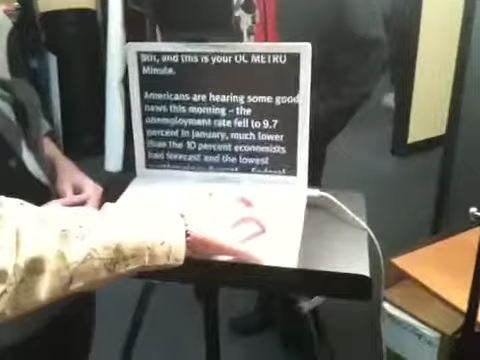 and this is your OC METRO
Minute.
Americans are hearing some good
news this morning – the
unemployment rate fell to 9.7
percent in January, much lower
than the 10 percent economists
had forecast and the lowest